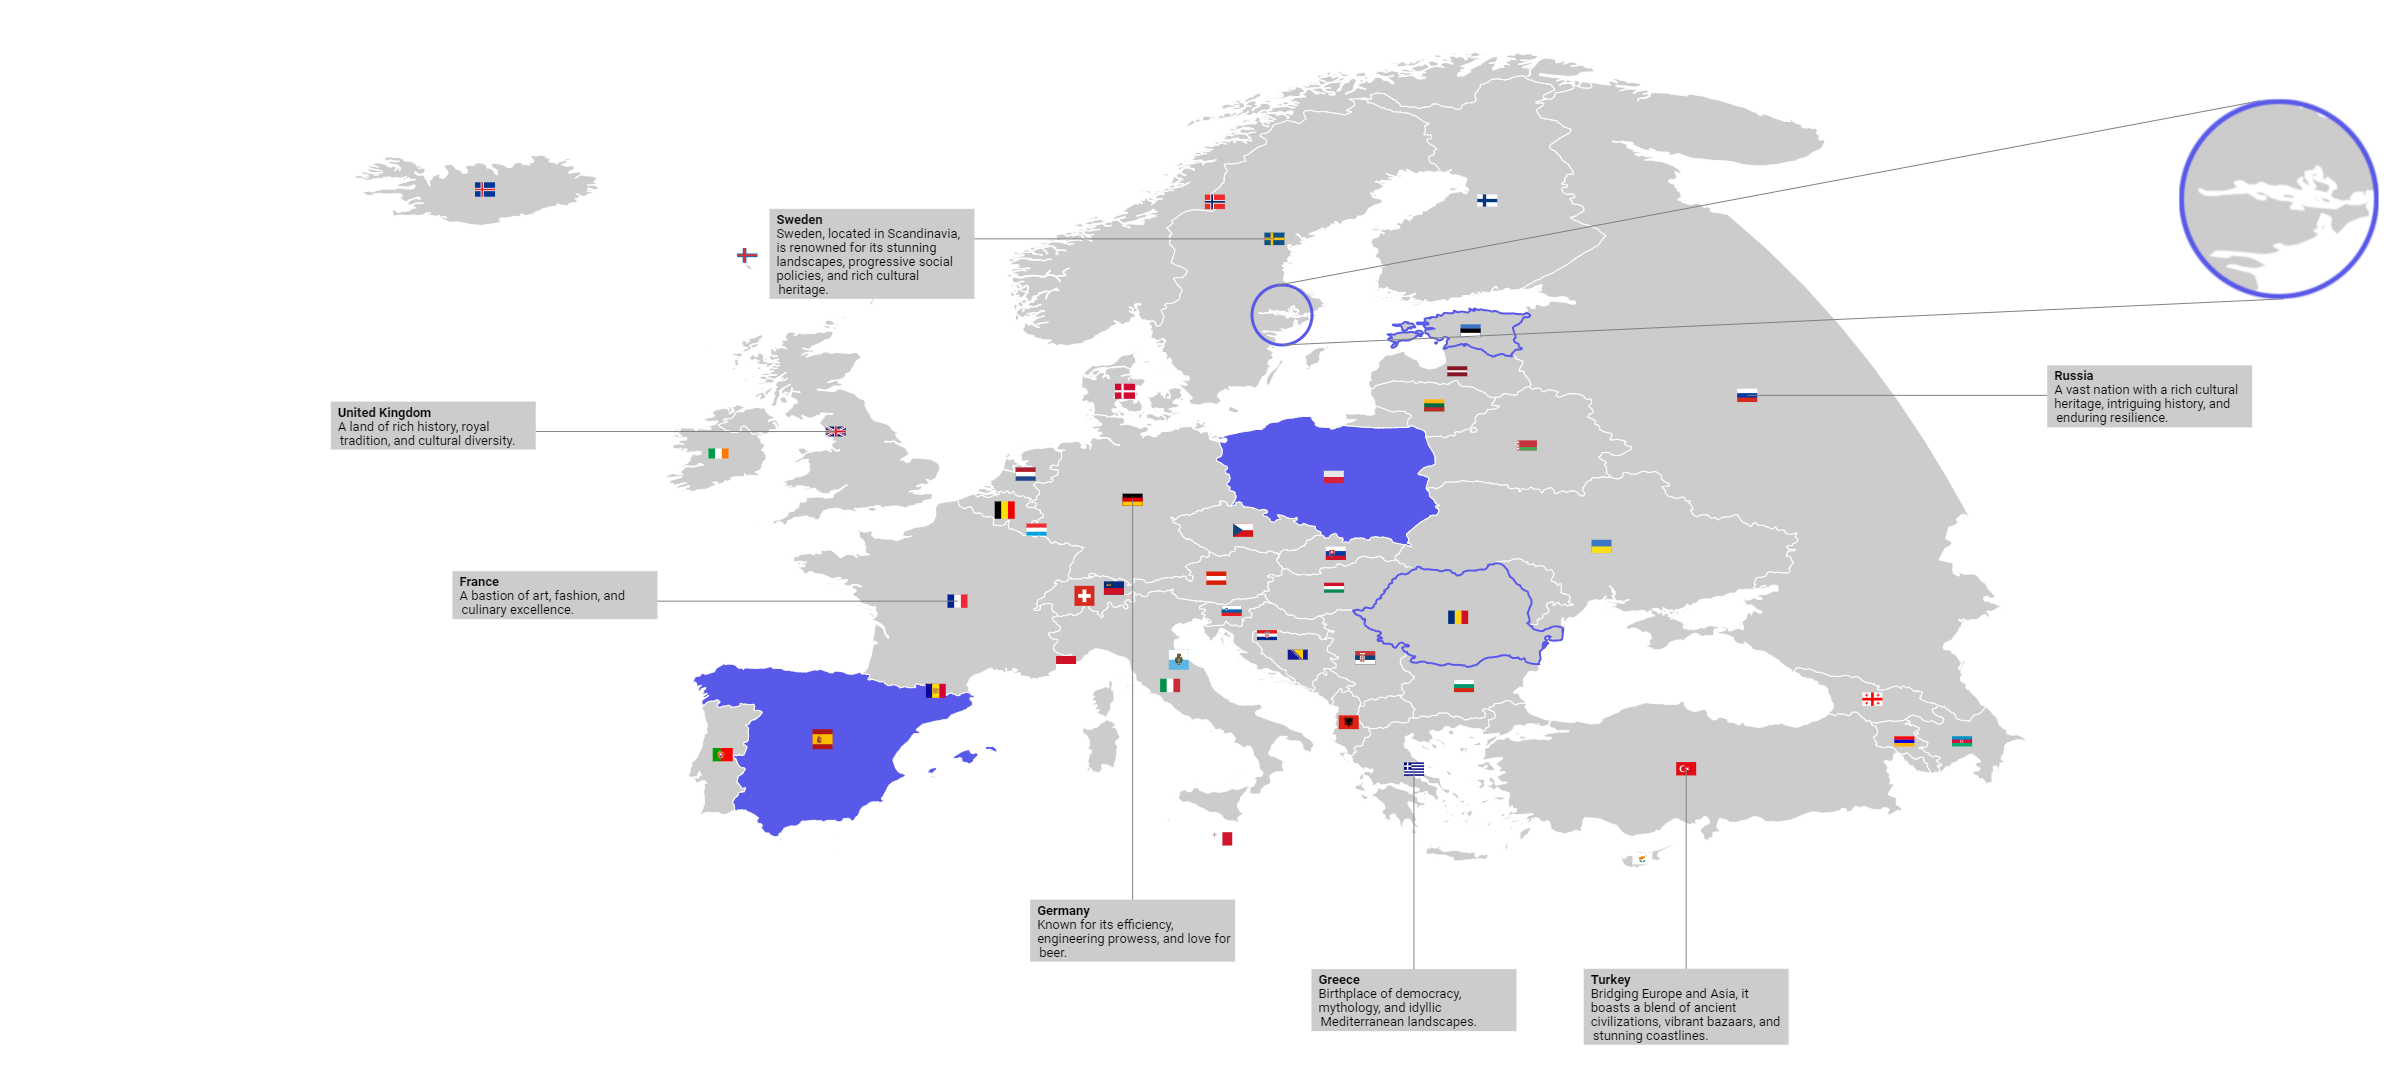 Sweden
Sweden, located in Scandinavia,
is renowned for its stunning
landscapes, progressive social
policies, and rich cultural
heritage.
Russia
A vast nation with a rich cultural
heritage, intriguing history, and
enduring resilience.
United Kingdom
A land of rich history, royal
tradition, and cultural diversity.
France
A bastion of art, fashion, and
culinary excellence.
Germany
Known for its efficiency,
engineering prowess, and love for
beer.
Greece
Birthplace of democracy,
mythology, and idyllic
Mediterranean landscapes.
Turkey
Bridging Europe and Asia, it
boasts a blend of ancient
civilizations, vibrant bazaars, and
stunning coastlines.